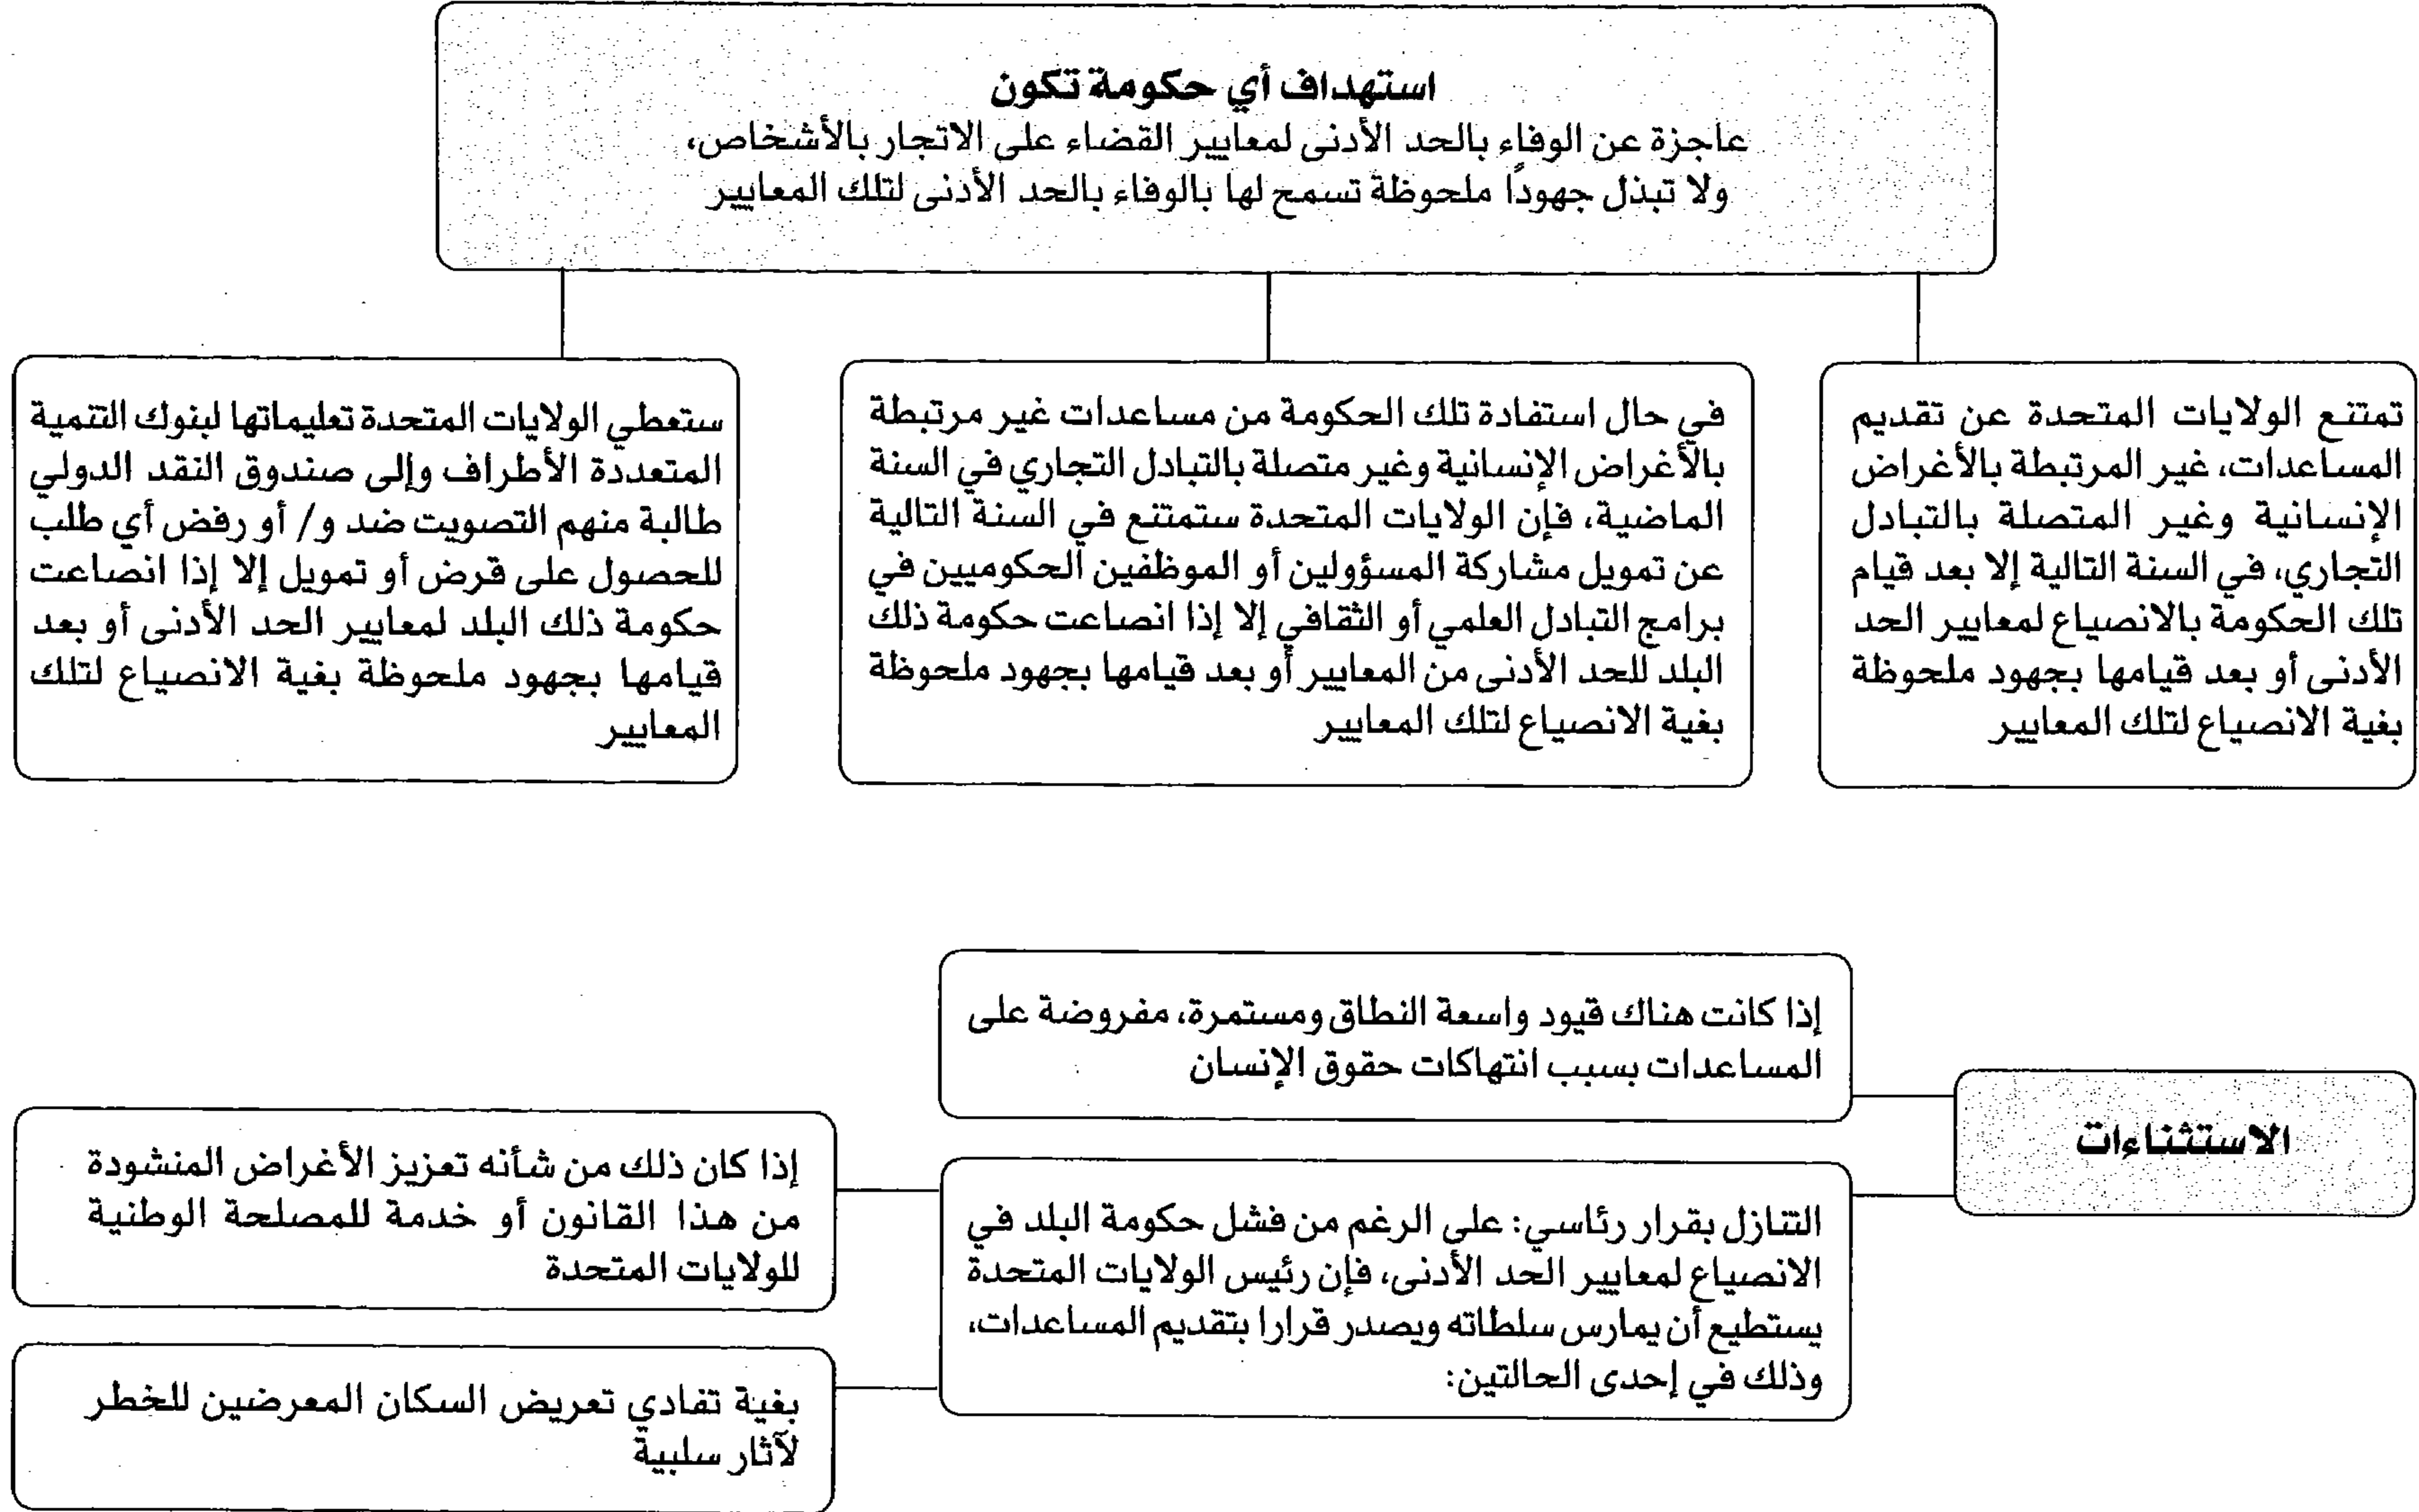 استهداف أي حكومة تكون
عاجزة عن الوفاء بالحد الأدنى لمعايير القضاء على الاتجار بالأشخاص،
ولا تبذل جهودًا ملحوظة تسمح لها بالوفاء بالحد الأدنى لتلك المعايير
تمتنع الولايات المتحدة عن تقديم
المساعدات، غير المرتبطة بالأغراض
الإنسانية وغير المتصلة بالتبادل
التجاري، في السنة التالية إلا بعد قيام
تلك الحكومة بالانصياع لمعايير الحد
الأدنى أو بعد قيامها بجهود ملحوظة
بغية الانصياع لتلك المعايير
في حال استفادة تلك الحكومة من مساعدات غير مرتبطة
بالأغراض الإنسانية وغير متصلة بالتبادل التجاري في السنة
الماضية، فإن الولايات المتحدة ستمتنع في السنة التالية
عن تمويل مشاركة المسؤولين أو الموظفين الحكوميين في
برامج التبادل العلمي أو الثقافي إلا إذا انصاعت حكومة ذلك
البلد للحد الأدنى من المعايير أو بعد قيامها بجهود ملحوظة
بغية الانصياع لتلك المعايير
ستعطي الولايات المتحدة تعليماتها لبنوك التنمية
المتعددة الأطراف وإلى صندوق النقد الدولي
طالبة منهم التصويت ضد و/ أو رفض أي طلب
للحصول على قرض أو تمويل إلا إذا انصاعت
حكومة ذلك البلد لمعايير الحد الأدنى أو بعد
قيامها بجهود ملحوظة بغية الانصياع لتلك
المعايير
الاستثناءات
إذا كانت هناك قيود واسعة النطاق ومستمرة، مفروضة على
المساعدات بسبب انتهاكات حقوق الإنسان
التنازل بقرار رئاسي: على الرغم من فشل حكومة البلد في
الانصياع لمعايير الحد الأدنى، فإن رئيس الولايات المتحدة
يستطيع أن يمارس سلطاته ويصدر قرارا بتقديم المساعدات،
وذلك في إحدى الحالتين:
إذا كان ذلك من شأنه تعزيز الأغراض المنشودة
من هذا القانون أو خدمة للمصلحة الوطنية
للولايات المتحدة
بغية تفادي تعريض السكان المعرضين للخطر
لآثار سلبية